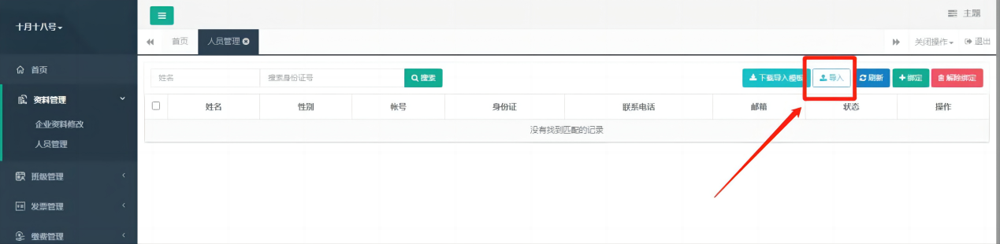 十月十八号
主题
首页
人员管理
关闭操作
退出
首页
资料管理
企业资料修改
人员管理
班级管理
发票管理
缴费管理
姓名
搜索身份证号
搜索
下载导入模板
导入
刷新
绑定
解除绑定
姓名 性别 帐号 身份证 联系电话 邮箱 状态 操作
没有找到匹配的记录